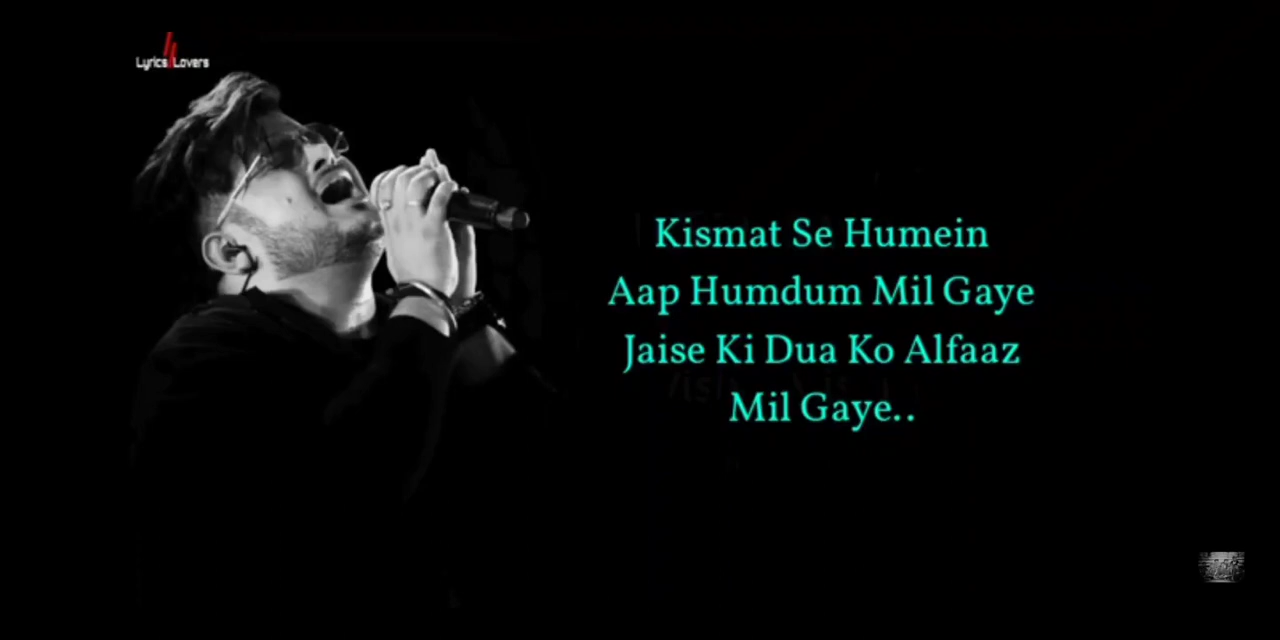 Lyrics Lovers
Kismat Se Humein
Aap Humdum Mil Gaye
Jaise Ki Dua Ko Alfaaz
Mil Gaye..